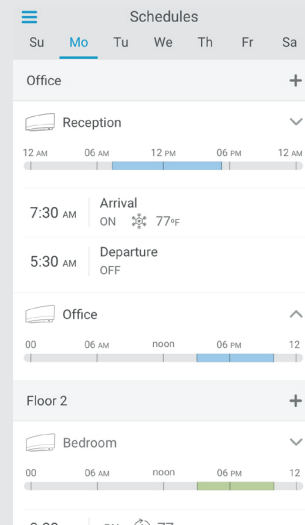 Schedules
Su Mo Tu We Th Fr Sa
Office +
Reception
12 AM 06 AM 12 PM 06 PM 12 AM
7:30 AM Arrival
ON 77°F
5:30 AM Departure
OFF
Office
00 06 AM noon 06 PM 12
Floor 2 +
Bedroom
00 06 AM noon 06 PM 12